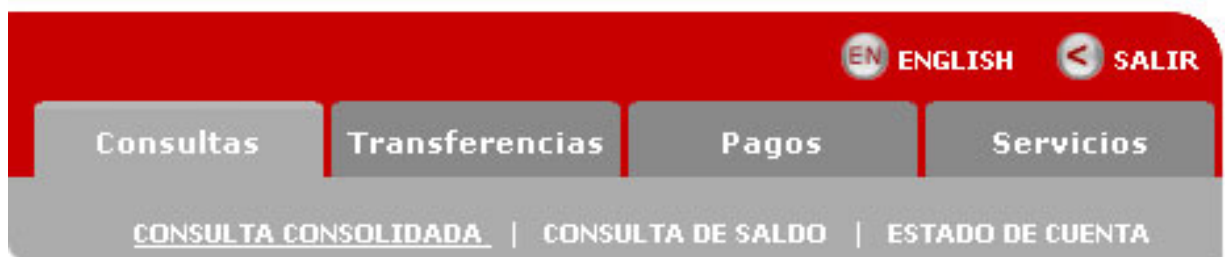 EN ENGLISH < SALIR
Consultas Transferencias Pagos Servicios
CONSULTA CONSOLIDADA | CONSULTA DE SALDO | ESTADO DE CUENTA